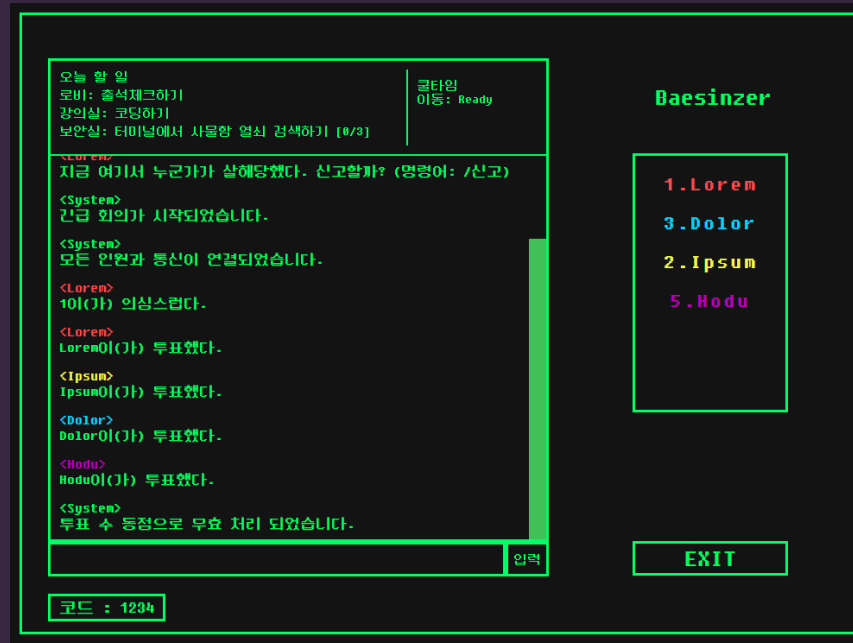 오늘 할 일
로비: 출석체크하기
강의실: 코딩하기
보안실: 터미널에서 사물함 열쇠 검색하기 [0/3]
쿨타임
이동: Ready
<Lorem>
지금 여기서 누군가가 살해당했다. 신고할까? (명령어: /신고)
<System>
긴급 회의가 시작되었습니다.
<System>
모든 인원과 통신이 연결되었습니다.
<Lorem>
1이(가) 의심스럽다.
<Lorem>
Lorem이(가) 투표했다.
<Ipsum>
Ipsum이(가) 투표했다.
<Dolor>
Dolor이(가) 투표했다.
<Hodu>
Hodu이(가) 투표했다.
<System>
투표 수 동점으로 무효 처리 되었습니다.
입력
코드 : 1234
Baesinzer
1.Lorem
3.Dolor
2.Ipsum
5.Hodu
EXIT